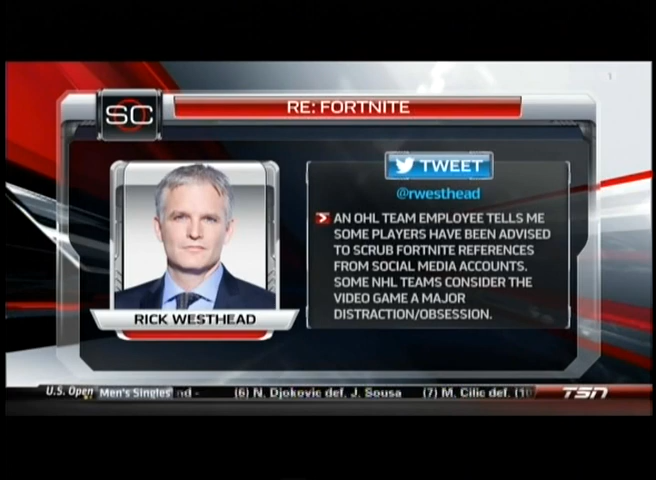 SC
RE: FORTNITE
TWEET
@rwesthead
AN OHL TEAM EMPLOYEE TELLS ME
SOME PLAYERS HAVE BEEN ADVISED
TO SCRUB FORTNITE REFERENCES
FROM SOCIAL MEDIA ACCOUNTS.
SOME NHL TEAMS CONSIDER THE
VIDEO GAME A MAJOR
DISTRACTION/OBSESSION.
RICK WESTHEAD
U.S. Open Men's Singles nd - (6) N. Djokovic def. J. Sousa (7) M. Cilic def. (10 TSN